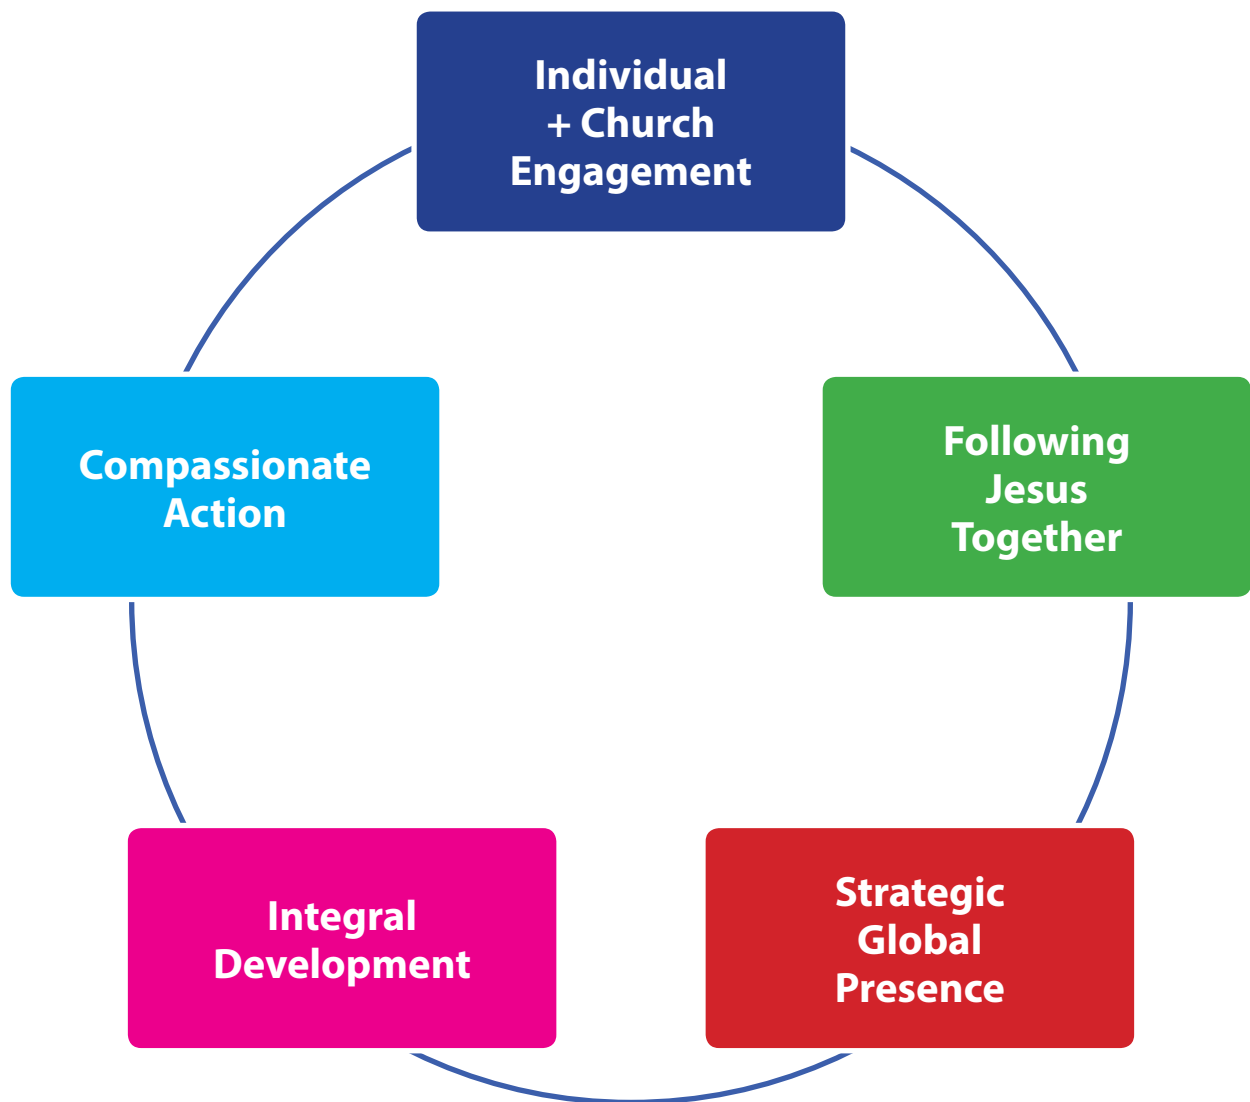 Individual
+ Church
Engagement
Compassionate
Action
Following
Jesus
Together
Integral
Development
Strategic
Global
Presence